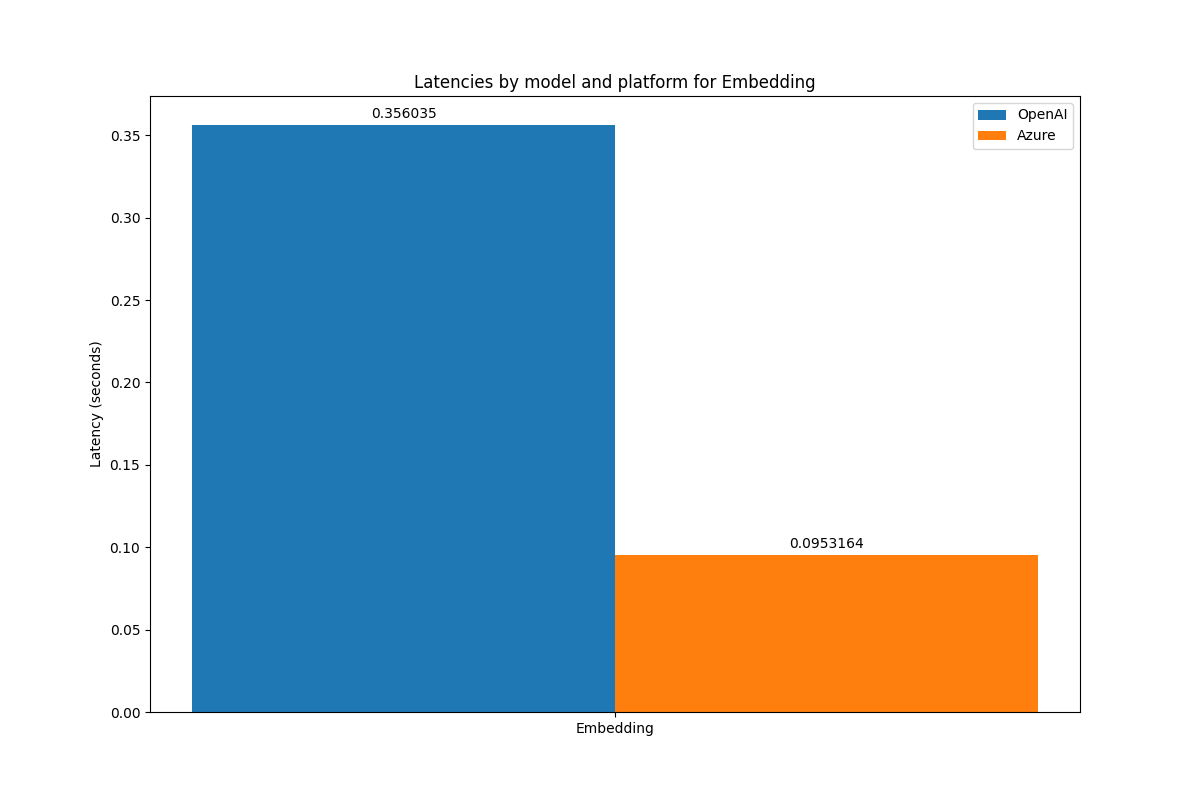 Latencies by model and platform for Embedding
0.356035
OpenAI
Azure
0.35
0.30
0.25
0.20
0.15
0.10
0.05
0.00
Latency (seconds)
0.0953164
Embedding